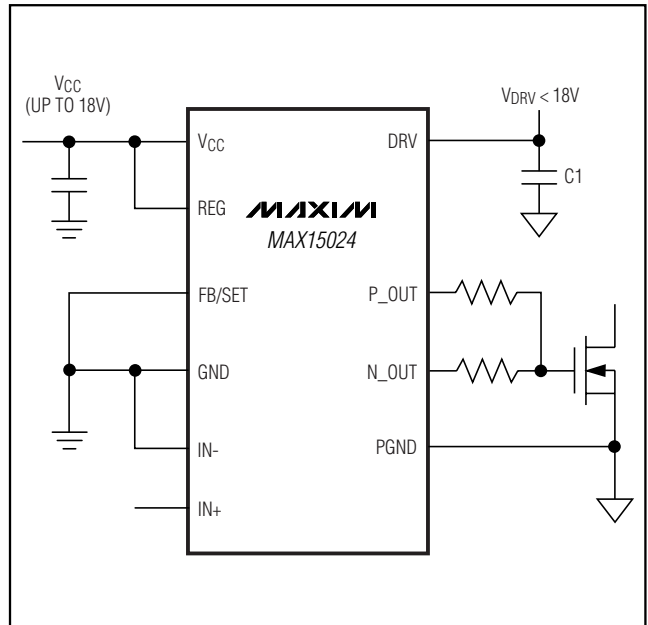 VCC
(UP TO 18V)
VDRV < 18V
VCC
DRV
C1
REG
MAXIM
MAX15024
FB/SET
P_OUT
GND
N_OUT
IN-
PGND
IN+